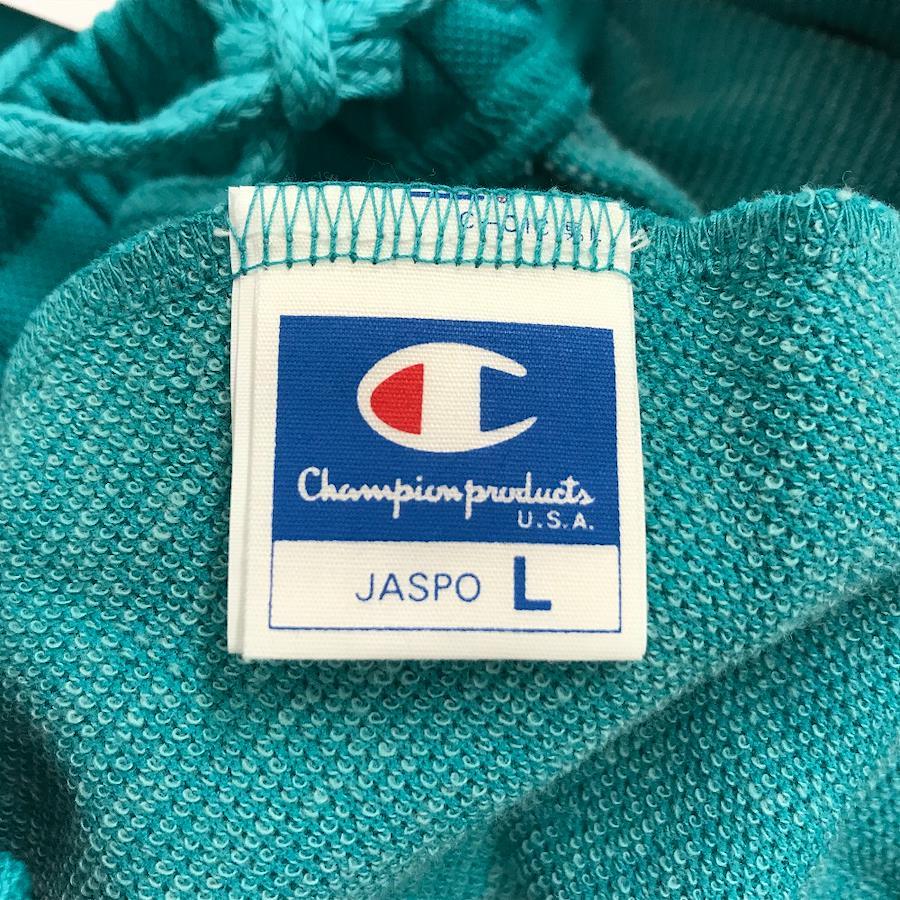 Champion products
U.S.A.
JASPO L